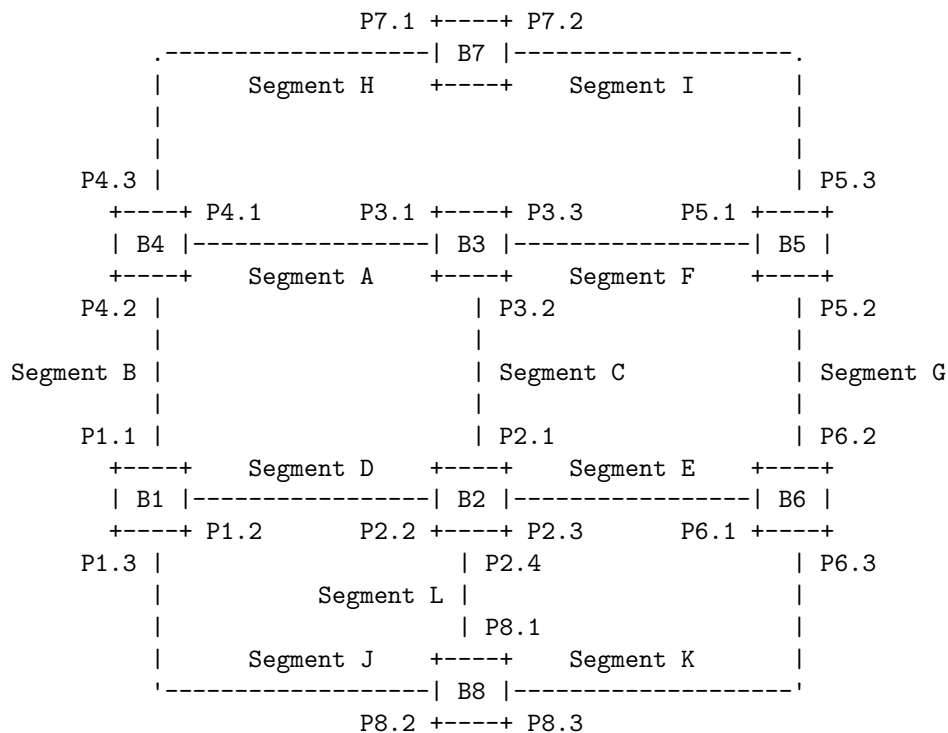 P7.1 P7.2
B7
Segment H Segment I
P4.3 P5.3
P4.1 P3.1 P3.3 P5.1
B4 B3 B5
Segment A Segment F
P4.2 P3.2 P5.2
Segment B Segment C Segment G
P1.1 P2.1 P6.2
Segment D Segment E
B1 B2 B6
P1.2 P2.2 P2.3 P6.1
P1.3 P2.4 P6.3
Segment L
P8.1
Segment J Segment K
B8
P8.2 P8.3